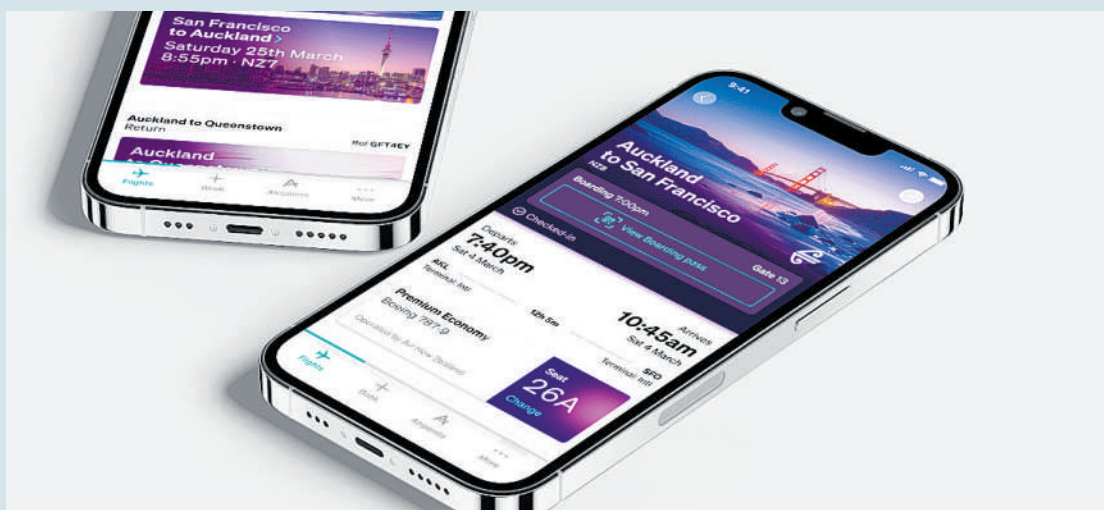 San Francisco
to Auckland >
Saturday 25th March
8:55pm · NZ7
Auckland to Queenstown
Return
Ref GFT4EY
Auckland
Flights
Book
Airpoints
More
9:41
Auckland
to San Francisco
NZ8
Boarding 7:00pm
Gate 13
View Boarding pass
Checked-in
Departs
7:40pm
Sat 4 March
AKL
Terminal: Intl
12h 5m
Arrives
10:45am
Sat 4 March
SFO
Terminal: Intl
Premium Economy
Boeing 787-9
Operated by Air New Zealand
Seat
26A
Change
Flights
Book
Airpoints
More